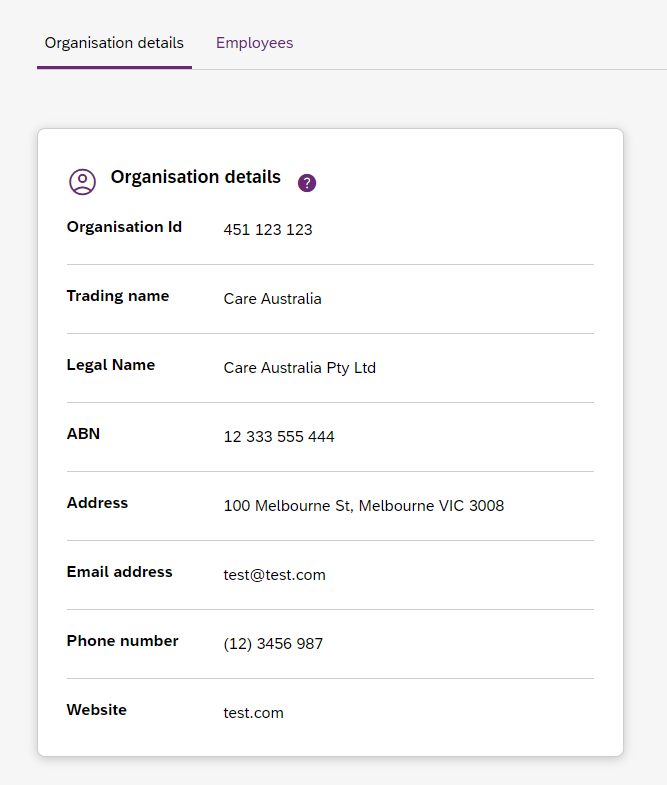 Organisation details Employees
Organisation details ?
Organisation Id 451 123 123
Trading name Care Australia
Legal Name Care Australia Pty Ltd
ABN 12 333 555 444
Address 100 Melbourne St, Melbourne VIC 3008
Email address test@test.com
Phone number (12) 3456 987
Website test.com